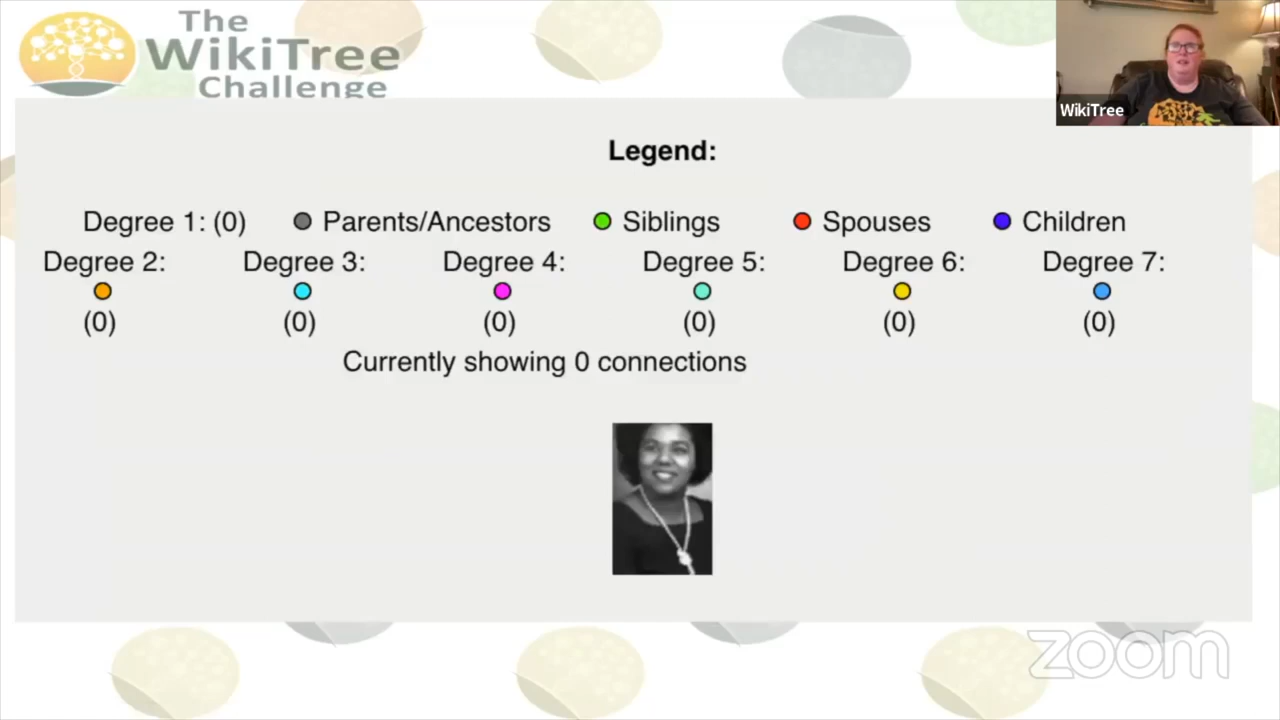 The
WikiTree
Challenge
WikiTree
Legend:
Degree 1: (0) Parents/Ancestors Siblings Spouses Children
Degree 2: Degree 3: Degree 4: Degree 5: Degree 6: Degree 7:
(0) (0) (0) (0) (0) (0)
Currently showing 0 connections
zoom